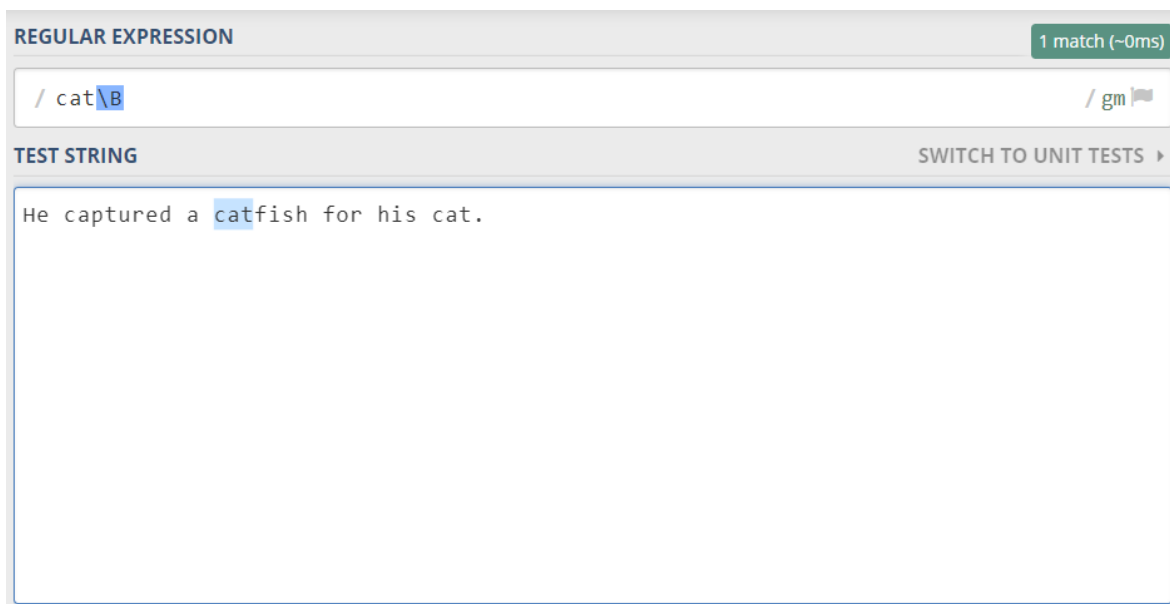 REGULAR EXPRESSION
1 match (~0ms)
/ cat\B / gm
TEST STRING
SWITCH TO UNIT TESTS
He captured a catfish for his cat.